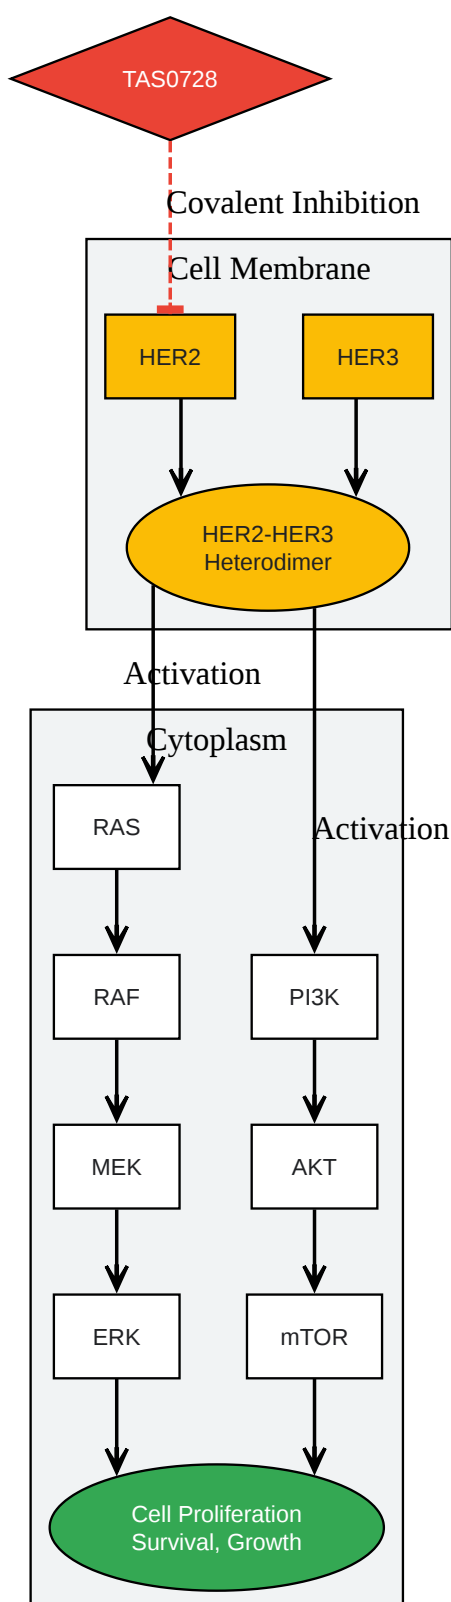 TAS0728
Covalent Inhibition
Cell Membrane
HER2
HER3
HER2-HER3
Heterodimer
Activation
Cytoplasm
RAS
Activation
RAF
PI3K
MEK
AKT
ERK
mTOR
Cell Proliferation
Survival, Growth